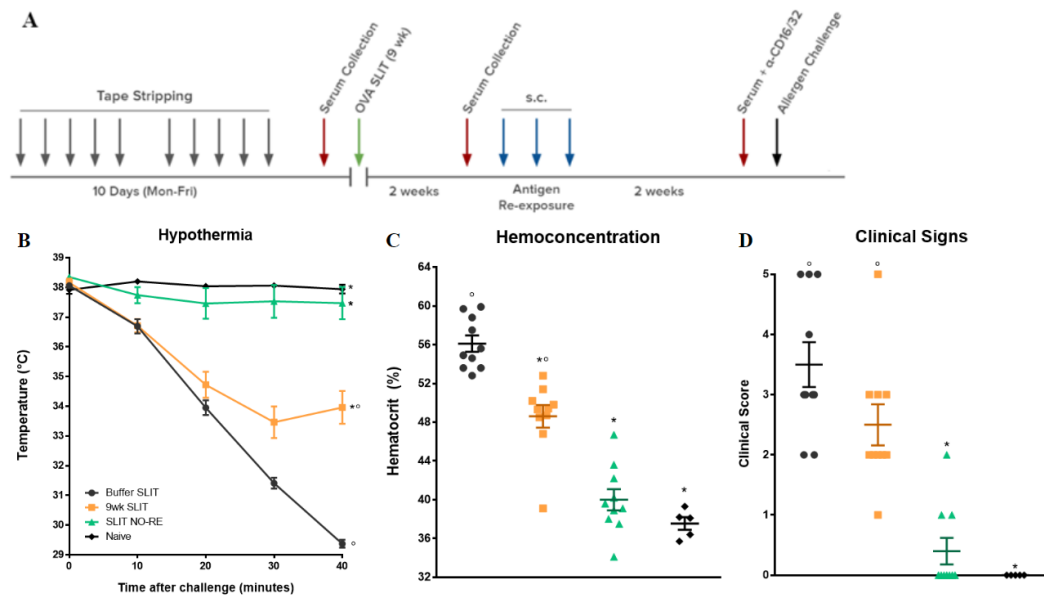 A
Tape Stripping
Serum Collection
OVA SLIT (9 wk)
Serum Collection
s.c.
Serum + α-CD16/32
Allergen Challenge
10 Days (Mon-Fri)
2 weeks
Antigen
Re-exposure
2 weeks
B
Hypothermia
39
38
37
36
35
34
33
32
31
30
29
Temperature (°C)
Buffer SLIT
9wk SLIT
SLIT NO-RE
Naive
*
*
*°
°
0
10
20
30
40
Time after challenge (minutes)
C
Hemoconcentration
64
60
56
52
48
44
40
36
32
Hematocrit (%)
°
*°
*
*
D
Clinical Signs
5
4
3
2
1
0
Clinical Score
°
°
*
*